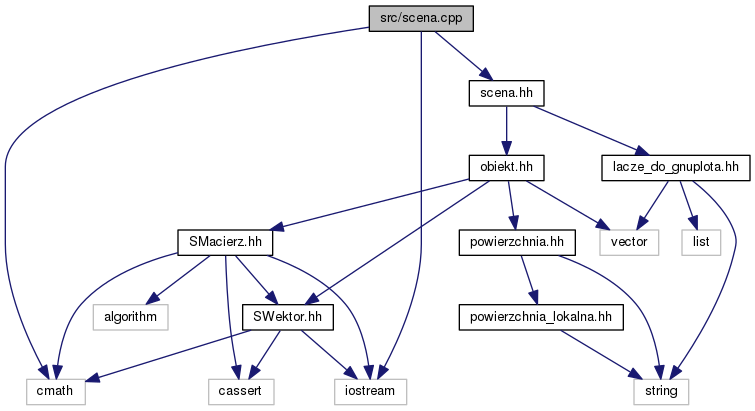 src/scena.cpp
scena.hh
obiekt.hh
lacze_do_gnuplota.hh
SMacierz.hh
powierzchnia.hh
vector
list
algorithm
SWektor.hh
powierzchnia_lokalna.hh
cmath
cassert
iostream
string